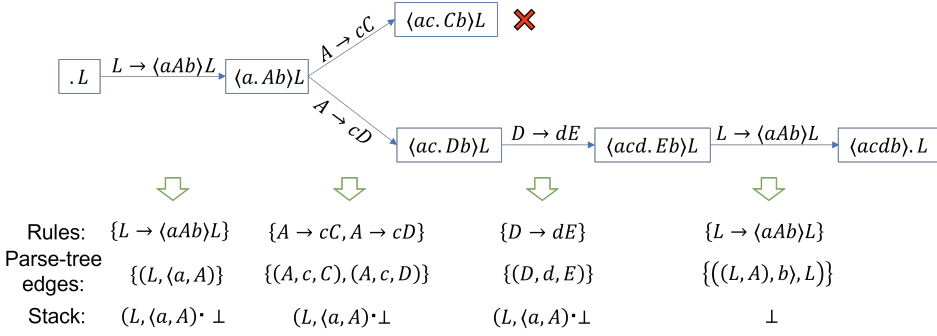 ⟨ac. Cb⟩L
A → cC
. L
L → ⟨aAb⟩L
⟨a. Ab⟩L
A → cD
⟨ac. Db⟩L
D → dE
⟨acd. Eb⟩L
L → ⟨aAb⟩L
⟨acdb⟩. L
Rules: {L → ⟨aAb⟩L} {A → cC, A → cD} {D → dE} {L → ⟨aAb⟩L}
Parse-tree
edges: {(L, ⟨a, A)} {(A, c, C), (A, c, D)} {(D, d, E)} {((L, A), b⟩, L)}
Stack: (L, ⟨a, A) · ⊥ (L, ⟨a, A) · ⊥ (L, ⟨a, A) · ⊥ ⊥